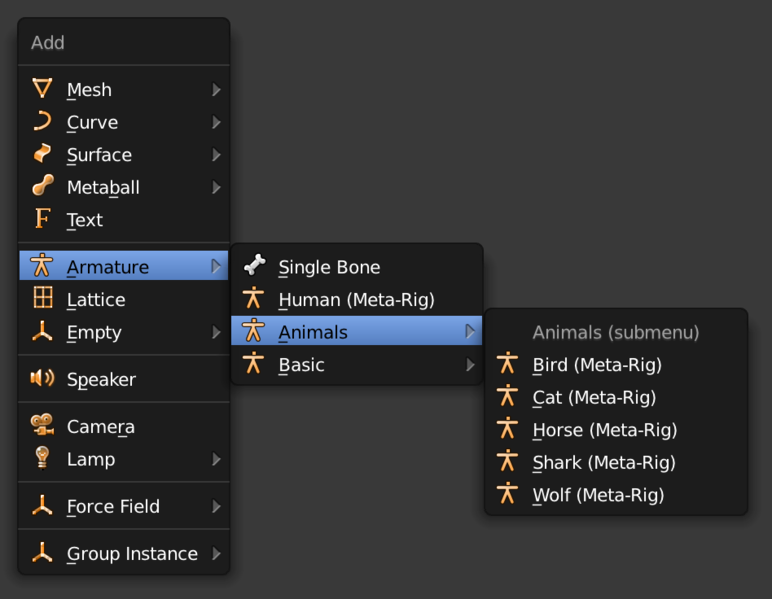 Add
Mesh
Curve
Surface
Metaball
Text
Armature
Lattice
Empty
Speaker
Camera
Lamp
Force Field
Group Instance
Single Bone
Human (Meta-Rig)
Animals
Basic
Animals (submenu)
Bird (Meta-Rig)
Cat (Meta-Rig)
Horse (Meta-Rig)
Shark (Meta-Rig)
Wolf (Meta-Rig)